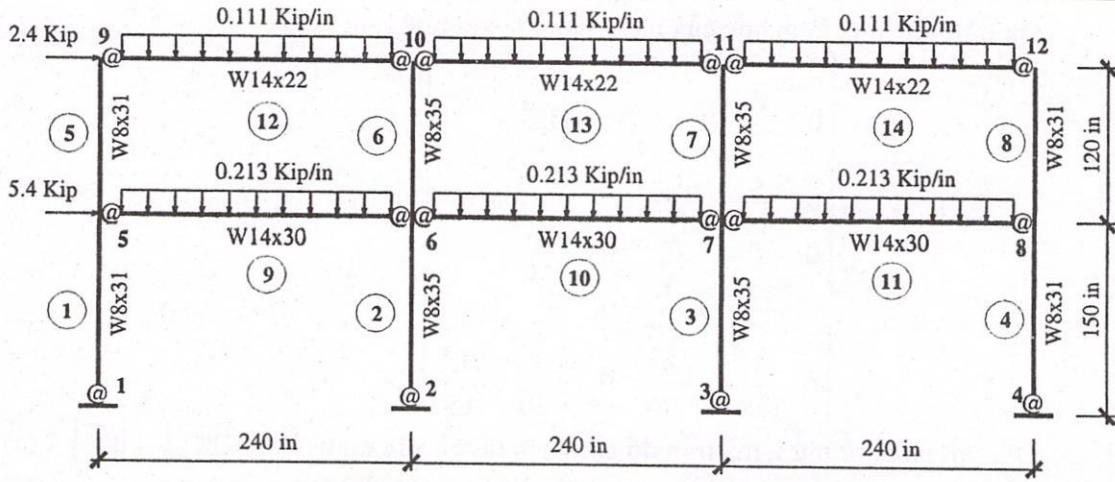 0.111 Kip/in 0.111 Kip/in 0.111 Kip/in
2.4 Kip 9 10 11 12
@ @ @ @ @ @
W14x22 W14x22 W14x22
5 W8x31 12 6 W8x35 13 7 W8x35 14 8 W8x31 120 in
0.213 Kip/in 0.213 Kip/in 0.213 Kip/in
5.4 Kip
@ @ @ @ @ @
5 6 7 8
W14x30 W14x30 W14x30
9 10 11
1 W8x31 2 W8x35 3 W8x35 4 W8x31 150 in
@ 1 @ 2 3 @ 4 @
240 in 240 in 240 in